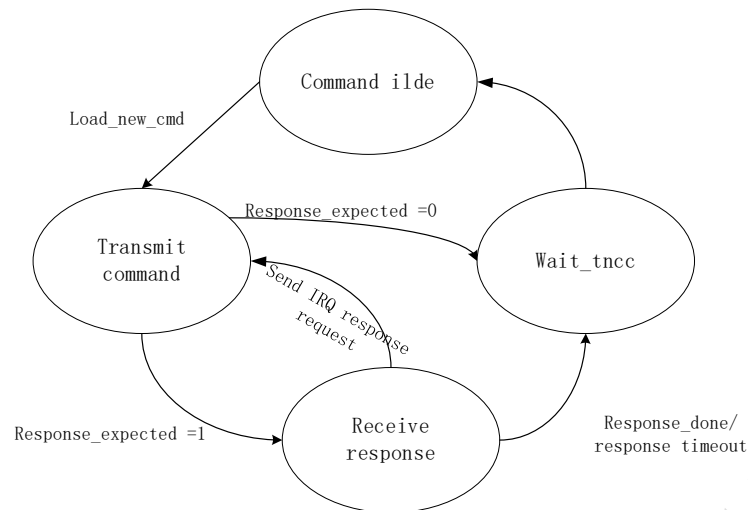 Command ilde
Load_new_cmd
Response_expected =0
Transmit
command
Wait_tncc
Send IRQ response
request
Response_expected =1
Receive
response
Response_done/
response timeout